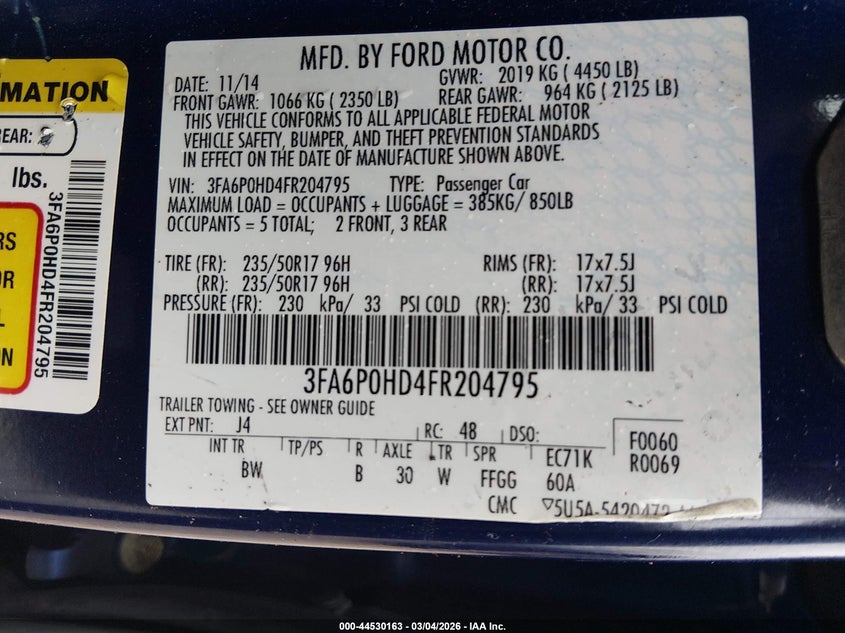 MFD. BY FORD MOTOR CO.
DATE: 11/14 GVWR: 2019 KG ( 4450 LB)
FRONT GAWR: 1066 KG ( 2350 LB) REAR GAWR: 964 KG ( 2125 LB)
THIS VEHICLE CONFORMS TO ALL APPLICABLE FEDERAL MOTOR
VEHICLE SAFETY, BUMPER, AND THEFT PREVENTION STANDARDS
IN EFFECT ON THE DATE OF MANUFACTURE SHOWN ABOVE.
VIN: 3FA6P0HD4FR204795 TYPE: Passenger Car
MAXIMUM LOAD = OCCUPANTS + LUGGAGE = 385KG/ 850LB
OCCUPANTS = 5 TOTAL; 2 FRONT, 3 REAR
TIRE (FR): 235/50R17 96H RIMS (FR): 17x7.5J
(RR): 235/50R17 96H (RR): 17x7.5J
PRESSURE (FR): 230 kPa/ 33 PSI COLD (RR): 230 kPa/ 33 PSI COLD
3FA6P0HD4FR204795
TRAILER TOWING - SEE OWNER GUIDE
EXT PNT: J4 RC: 48 DSO: F0060
INT TR TP/PS R AXLE TR SPR EC71K R0069
BW B 30 W FFGG 60A
CMC 5U5A-5420472
MATION
REAR: 2
lbs.
3FA6P0HD4FR204795
RS
OR
L
ON
000-44530163 - 03/04/2026 - IAA Inc.